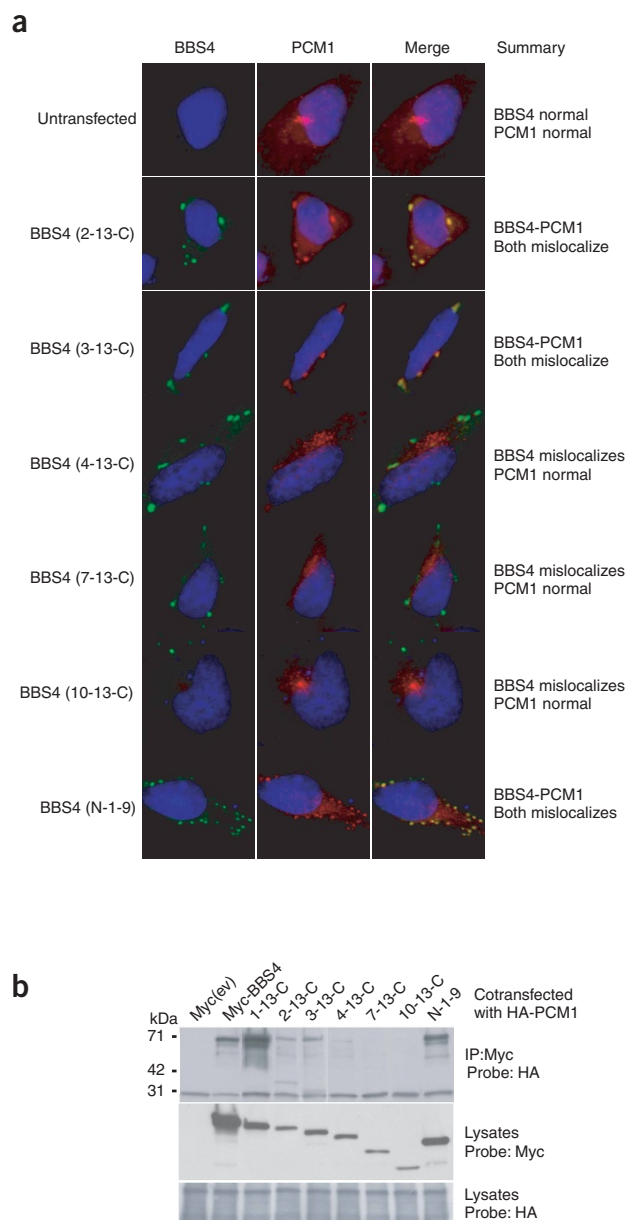 a
BBS4 PCM1 Merge Summary
Untransfected
BBS4 normal
PCM1 normal
BBS4 (2-13-C)
BBS4-PCM1
Both mislocalize
BBS4 (3-13-C)
BBS4-PCM1
Both mislocalize
BBS4 (4-13-C)
BBS4 mislocalizes
PCM1 normal
BBS4 (7-13-C)
BBS4 mislocalizes
PCM1 normal
BBS4 (10-13-C)
BBS4 mislocalizes
PCM1 normal
BBS4 (N-1-9)
BBS4-PCM1
Both mislocalizes
b
Myc(ev) Myc-BBS4 1-13-C 2-13-C 3-13-C 4-13-C 7-13-C 10-13-C N-1-9
Cotransfected
with HA-PCM1
kDa
71
42
31
IP:Myc
Probe: HA
Lysates
Probe: Myc
Lysates
Probe: HA